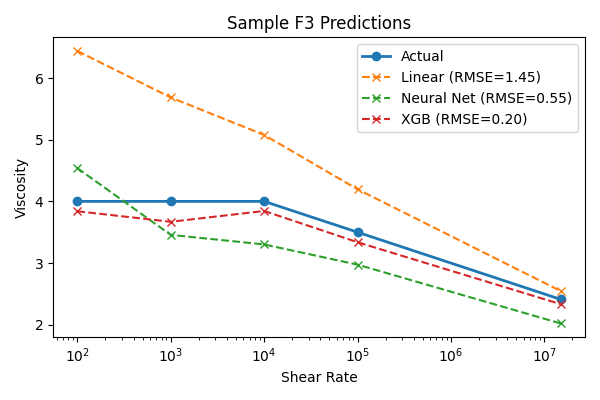 Sample F3 Predictions
Actual
Linear (RMSE=1.45)
Neural Net (RMSE=0.55)
XGB (RMSE=0.20)
Viscosity
6
5
4
3
2
10² 10³ 10⁴ 10⁵ 10⁶ 10⁷
Shear Rate